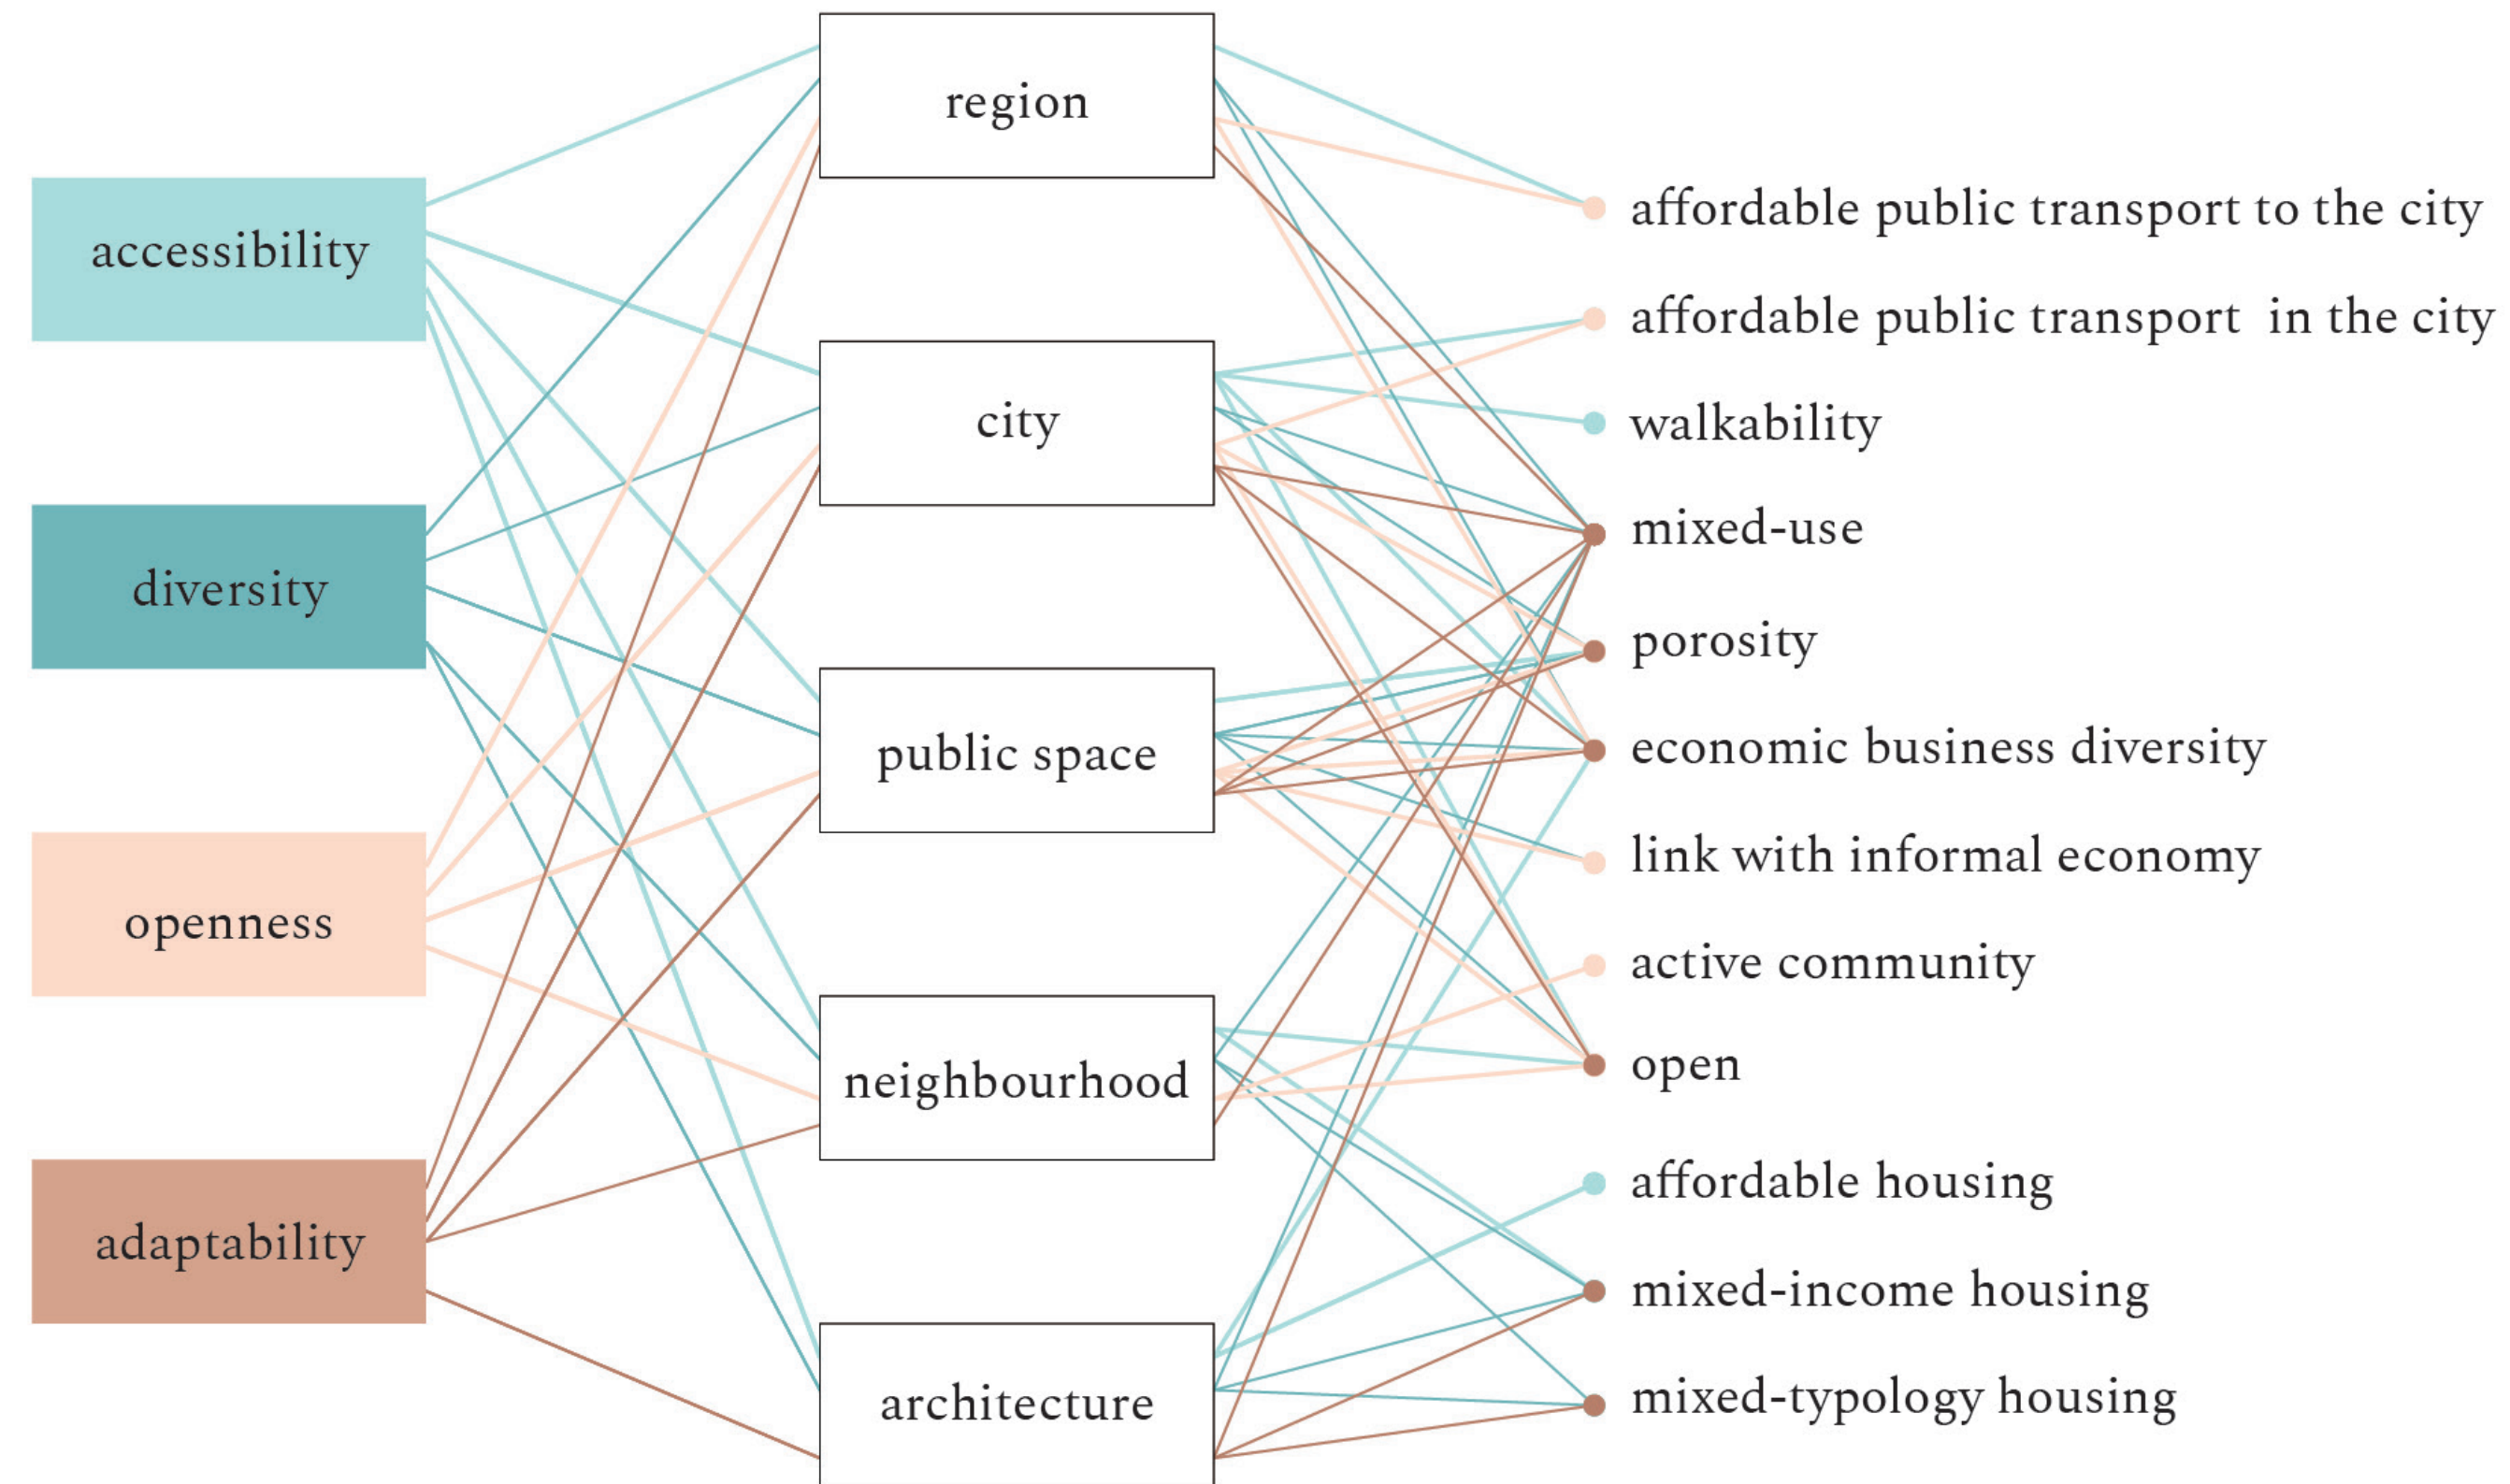 accessibility
diversity
openness
adaptability
region
city
public space
neighbourhood
architecture
affordable public transport to the city
affordable public transport  in the city
walkability
mixed-use
porosity
economic business diversity
link with informal economy
active community
open
affordable housing
mixed-income housing
mixed-typology housing